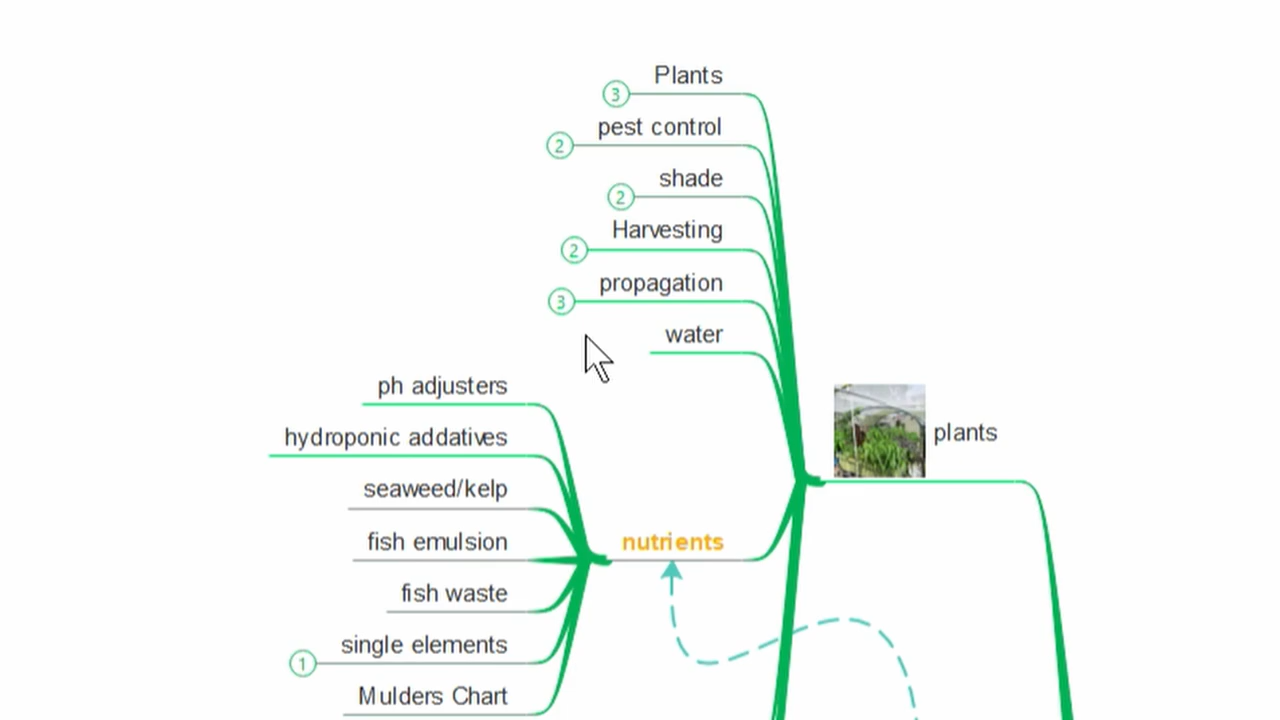 Plants
3
pest control
2
shade
2
Harvesting
2
propagation
3
water
plants
ph adjusters
hydroponic addatives
seaweed/kelp
fish emulsion
nutrients
fish waste
single elements
1
Mulders Chart